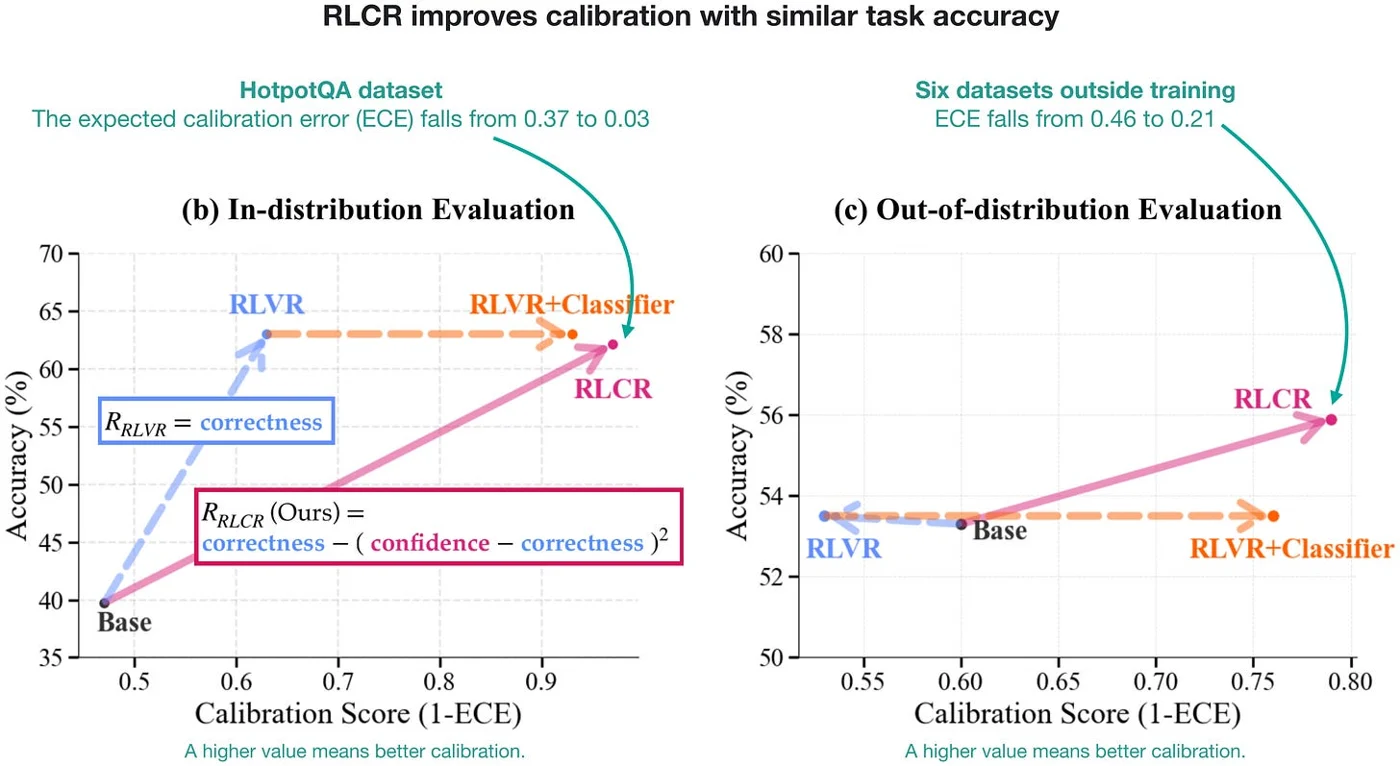 RLCR improves calibration with similar task accuracy
HotpotQA dataset
The expected calibration error (ECE) falls from 0.37 to 0.03
(b) In-distribution Evaluation
Accuracy (%)
70
65
60
55
50
45
40
35
RLVR
RLVR+Classifier
RLCR
R_RLVR = correctness
R_RLCR (Ours) =
correctness − ( confidence − correctness )²
Base
0.5 0.6 0.7 0.8 0.9
Calibration Score (1-ECE)
A higher value means better calibration.
Six datasets outside training
ECE falls from 0.46 to 0.21
(c) Out-of-distribution Evaluation
Accuracy (%)
60
58
56
54
52
50
RLCR
Base
RLVR
RLVR+Classifier
0.55 0.60 0.65 0.70 0.75 0.80
Calibration Score (1-ECE)
A higher value means better calibration.